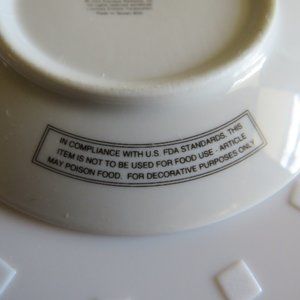 IN COMPLIANCE WITH U.S. FDA STANDARDS, THIS
ITEM IS NOT TO BE USED FOR FOOD USE - ARTICLE
MAY POISON FOOD. FOR DECORATIVE PURPOSES ONLY